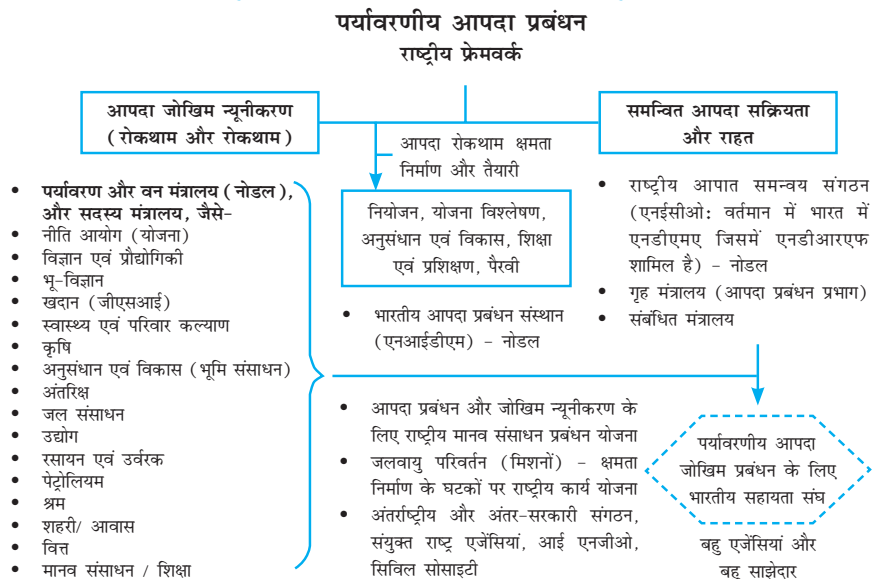 पर्यावरणीय आपदा प्रबंधन
राष्ट्रीय फ्रेमवर्क
आपदा जोखिम न्यूनीकरण
(रोकथाम और रोकथाम)
आपदा रोकथाम क्षमता
निर्माण और तैयारी
समन्वित आपदा सक्रियता
और राहत
• पर्यावरण और वन मंत्रालय (नोडल),
और सदस्य मंत्रालय, जैसे-
• नीति आयोग (योजना)
• विज्ञान एवं प्रौद्योगिकी
• भू-विज्ञान
• खदान (जीएसआई)
• स्वास्थ्य एवं परिवार कल्याण
• कृषि
• अनुसंधान एवं विकास (भूमि संसाधन)
• अंतरिक्ष
• जल संसाधन
• उद्योग
• रसायन एवं उर्वरक
• पेट्रोलियम
• श्रम
• शहरी/ आवास
• वित्त
• मानव संसाधन / शिक्षा
नियोजन, योजना विश्लेषण,
अनुसंधान एवं विकास, शिक्षा
एवं प्रशिक्षण, पैरवी
• भारतीय आपदा प्रबंधन संस्थान
(एनआईडीएम) - नोडल
• आपदा प्रबंधन और जोखिम न्यूनीकरण के
लिए राष्ट्रीय मानव संसाधन प्रबंधन योजना
• जलवायु परिवर्तन (मिशनों) - क्षमता
निर्माण के घटकों पर राष्ट्रीय कार्य योजना
• अंतर्राष्ट्रीय और अंतर-सरकारी संगठन,
संयुक्त राष्ट्र एजेंसियां, आई एनजीओ,
सिविल सोसाइटी
• राष्ट्रीय आपात समन्वय संगठन
(एनईसीओ: वर्तमान में भारत में
एनडीएमए जिसमें एनडीआरएफ
शामिल है) - नोडल
• गृह मंत्रालय (आपदा प्रबंधन प्रभाग)
• संबंधित मंत्रालय
पर्यावरणीय आपदा
जोखिम प्रबंधन के लिए
भारतीय सहायता संघ
बहु एजेंसियां और
बहु साझेदार